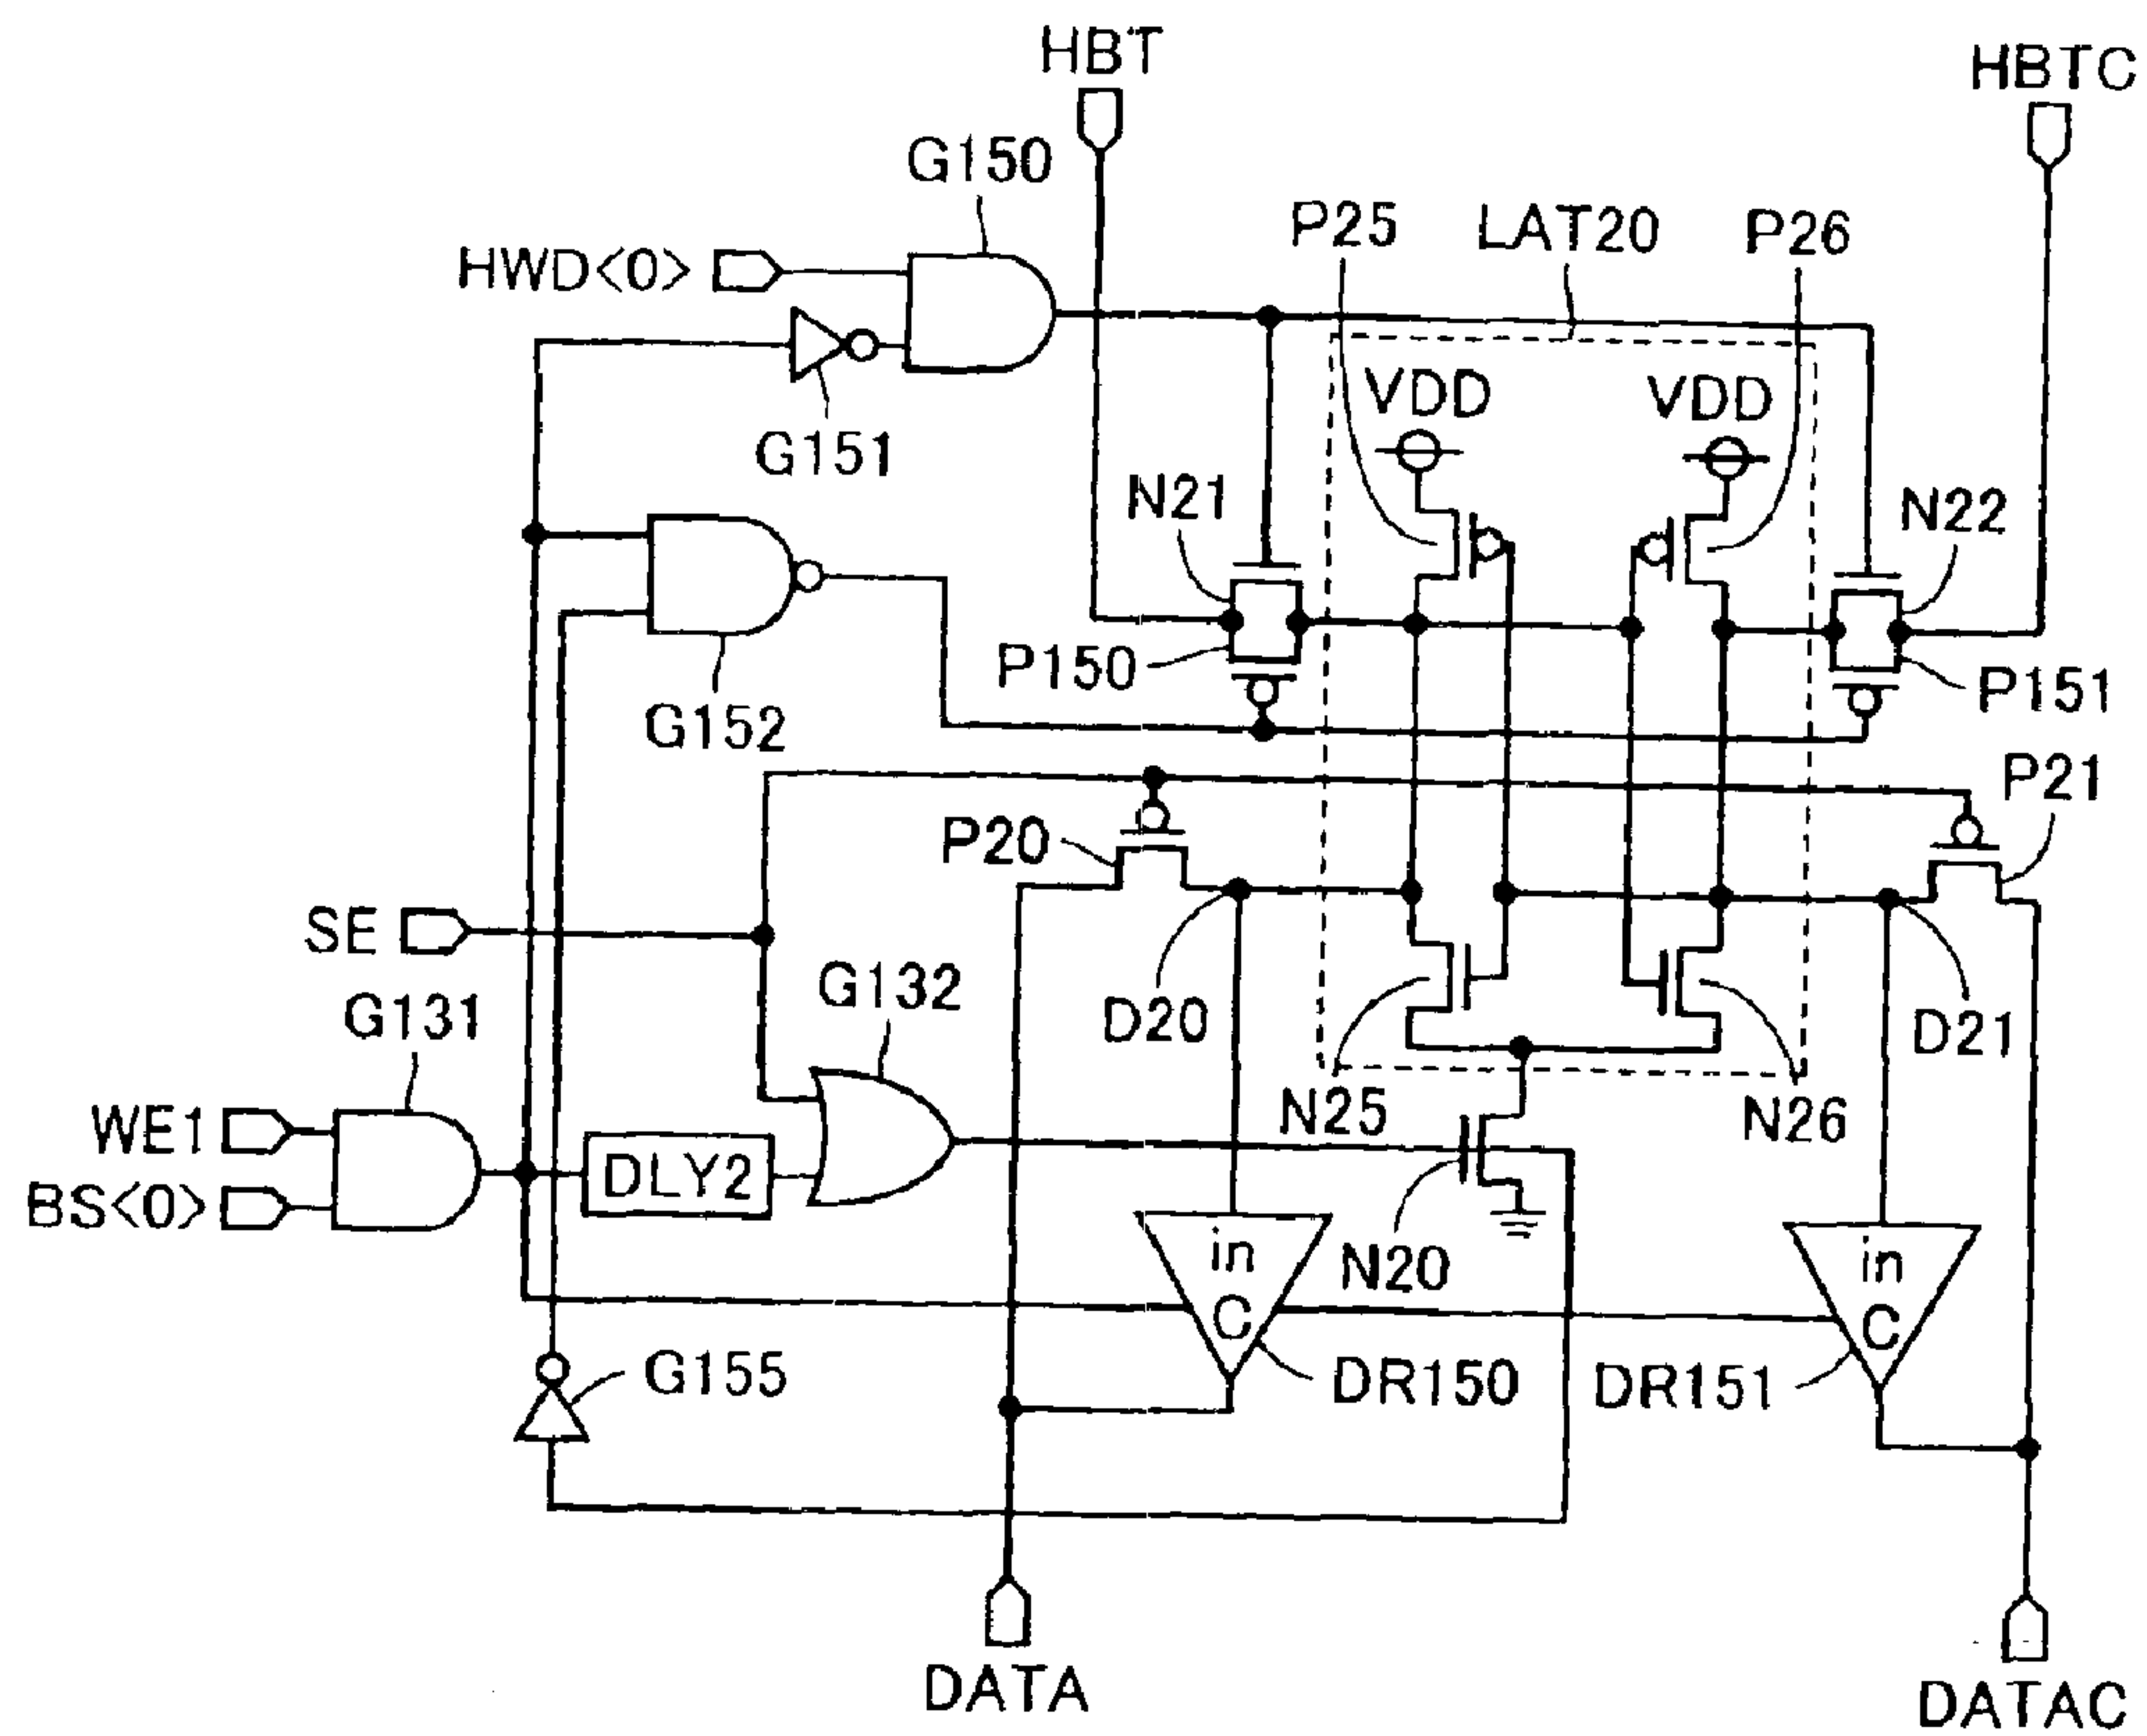 HBT
HBTC
G150
P25
LAT20
P26
HWD<0>
VDD
VDD
G151
N21
N22
P150
P151
G152
P21
P20
SE
G132
G131
D20
D21
WE1
N25
N26
DLY2
BS<0>
in
in
N20
C
C
G155
DR150
DR151
DATA
DATAC